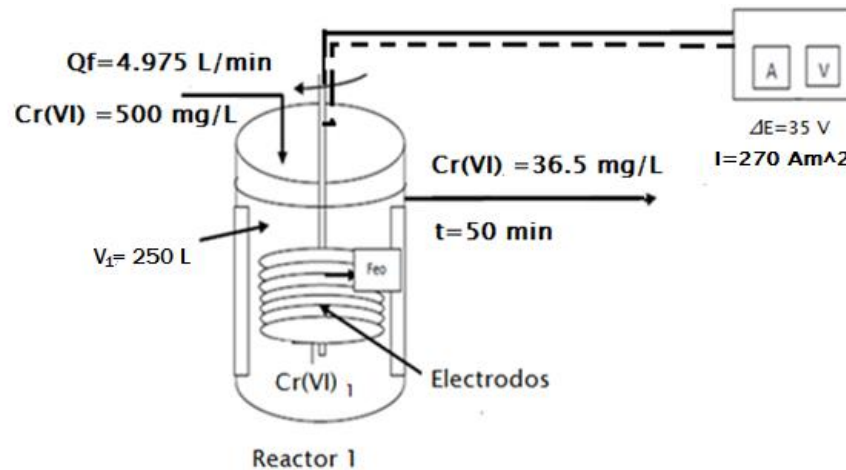 Qf=4.975 L/min
Cr(VI) =500 mg/L
A V
ΔE=35 V
I=270 Am^2
Cr(VI) =36.5 mg/L
t=50 min
V₁= 250 L
Feo
Cr(VI) ₁
Electrodos
Reactor 1